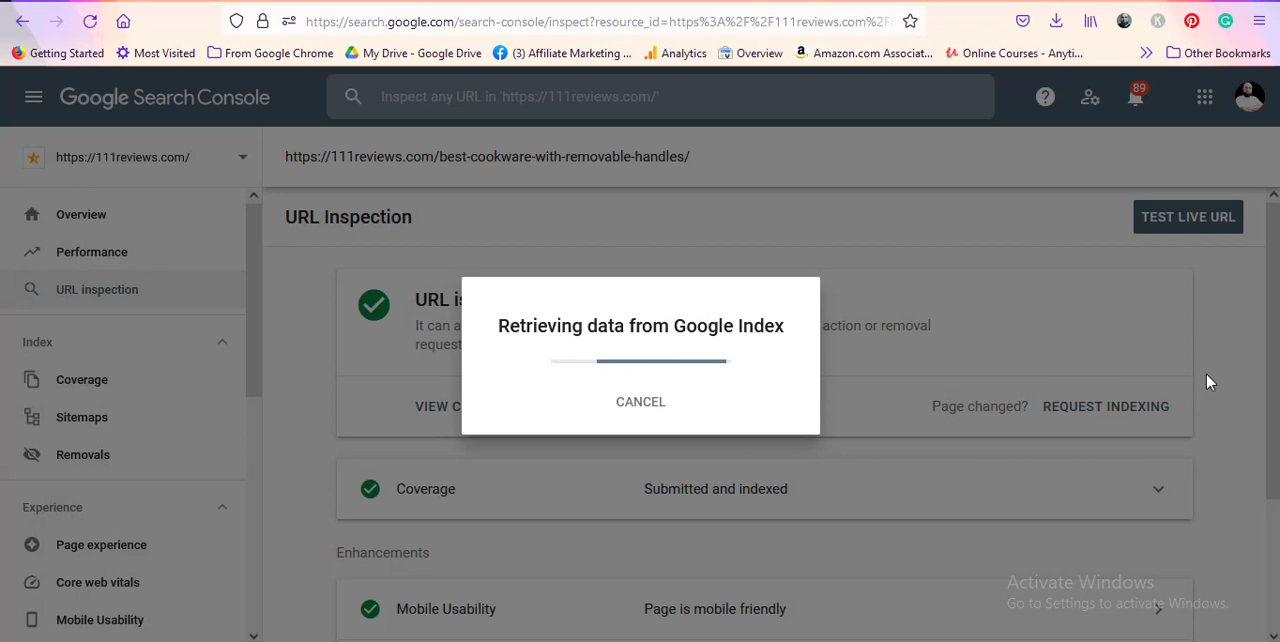 https://search.google.com/search-console/inspect?resource_id=https%3A%2F%2F111reviews.com%2F
Getting Started
Most Visited
From Google Chrome
My Drive - Google Drive
(3) Affiliate Marketing ...
Analytics
Overview
Amazon.com Associat...
Online Courses - Anyti...
Other Bookmarks
Google Search Console
Inspect any URL in 'https://111reviews.com/'
89
https://111reviews.com/
https://111reviews.com/best-cookware-with-removable-handles/
Overview
Performance
URL inspection
Index
Coverage
Sitemaps
Removals
Experience
Page experience
Core web vitals
Mobile Usability
URL Inspection
TEST LIVE URL
URL is
It can a
action or removal
request
Retrieving data from Google Index
CANCEL
VIEW C
Page changed?
REQUEST INDEXING
Coverage
Submitted and indexed
Enhancements
Mobile Usability
Page is mobile friendly
Activate Windows
Go to Settings to activate Windows.